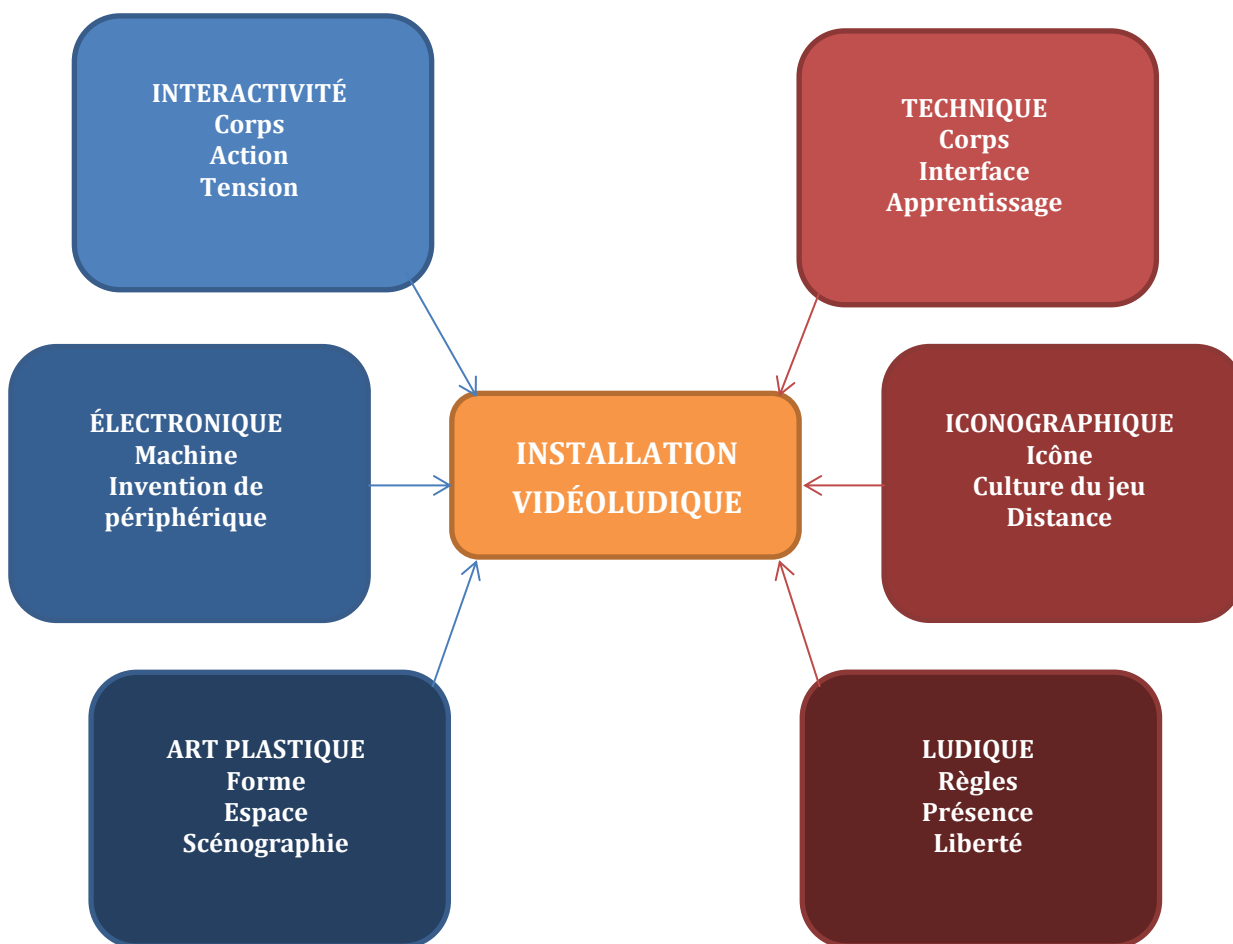 INTERACTIVITÉ
Corps
Action
Tension
TECHNIQUE
Corps
Interface
Apprentissage
ÉLECTRONIQUE
Machine
Invention de
périphérique
INSTALLATION
VIDÉOLUDIQUE
ICONOGRAPHIQUE
Icône
Culture du jeu
Distance
ART PLASTIQUE
Forme
Espace
Scénographie
LUDIQUE
Règles
Présence
Liberté